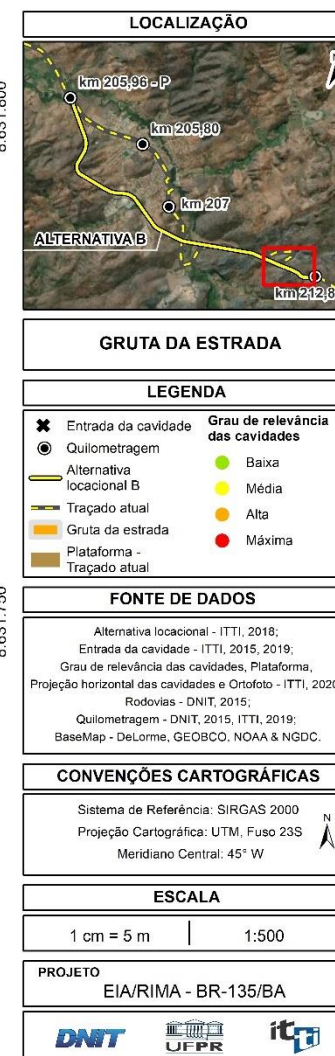 LOCALIZAÇÃO
km 205,96 - P
km 205,80
km 207
ALTERNATIVA B
km 212,8
GRUTA DA ESTRADA
LEGENDA
Entrada da cavidade
Quilometragem
Alternativa
locacional B
Traçado atual
Gruta da estrada
Plataforma -
Traçado atual
Grau de relevância
das cavidades
Baixa
Média
Alta
Máxima
8.631.750
FONTE DE DADOS
Alternativa locacional - ITTI, 2018;
Entrada da cavidade - ITTI, 2015, 2019;
Grau de relevância das cavidades, Plataforma,
Projeção horizontal das cavidades e Ortofoto - ITTI, 2020
Rodovias - DNIT, 2015;
Quilometragem - DNIT, 2015, ITTI, 2019;
BaseMap - DeLorme, GEOBCO, NOAA & NGDC.
CONVENÇÕES CARTOGRÁFICAS
Sistema de Referência: SIRGAS 2000
Projeção Cartográfica: UTM, Fuso 23S
Meridiano Central: 45° W
N
ESCALA
1 cm = 5 m
1:500
PROJETO
EIA/RIMA - BR-135/BA
DNIT
UFPR
itti